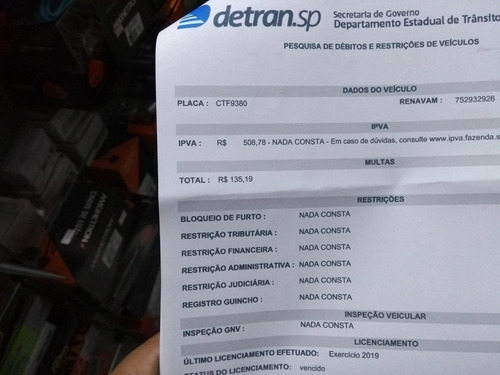 detran.sp Secretaria de Governo
Departamento Estadual de Trânsito
PESQUISA DE DÉBITOS E RESTRIÇÕES DE VEÍCULOS
DADOS DO VEÍCULO
PLACA : CTF9380 RENAVAM : 752932926
IPVA
IPVA : R$ 508,78 - NADA CONSTA - Em caso de dúvidas, consulte www.ipva.fazenda.s
MULTAS
TOTAL : R$ 135,19
RESTRIÇÕES
BLOQUEIO DE FURTO : NADA CONSTA
RESTRIÇÃO TRIBUTÁRIA : NADA CONSTA
RESTRIÇÃO FINANCEIRA : NADA CONSTA
RESTRIÇÃO ADMINISTRATIVA : NADA CONSTA
RESTRIÇÃO JUDICIÁRIA : NADA CONSTA
REGISTRO GUINCHO : NADA CONSTA
INSPEÇÃO VEICULAR
INSPEÇÃO GNV : NADA CONSTA
LICENCIAMENTO
ÚLTIMO LICENCIAMENTO EFETUADO: Exercício 2019
STATUS DO LICENCIAMENTO: vencido